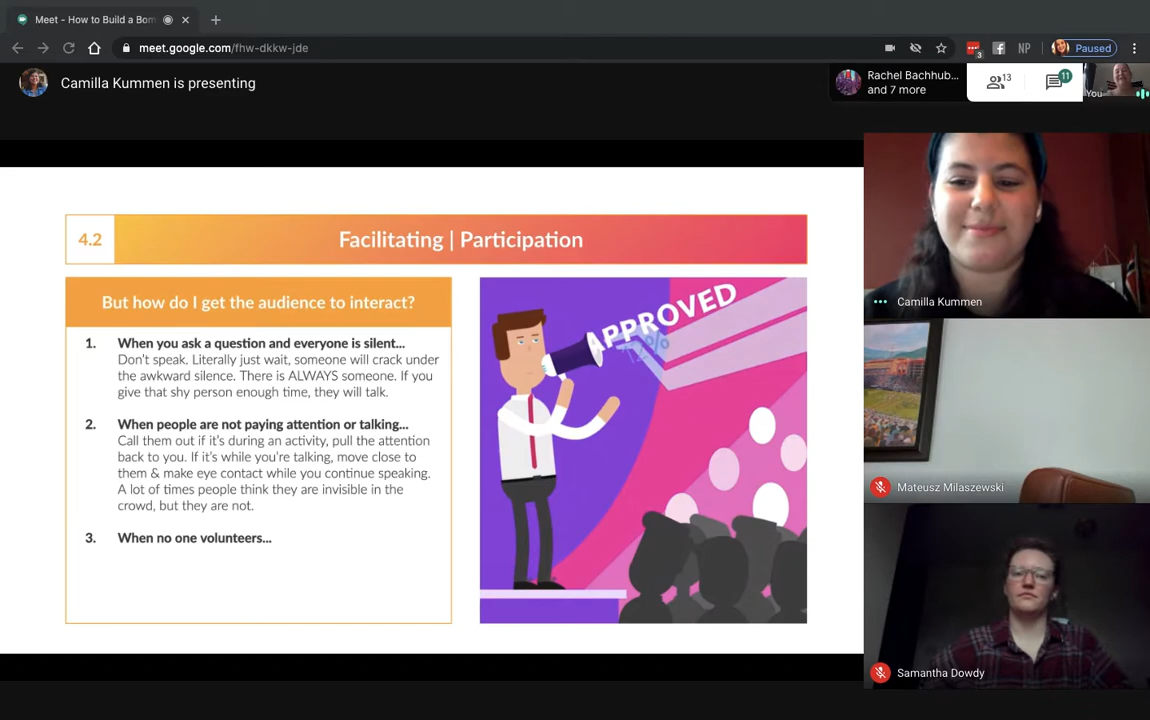 Meet - How to Build a Bom
meet.google.com/fhw-dkkw-jde
3
NP
Paused
Camilla Kummen is presenting
Rachel Bachhub...
and 7 more
13
11
You
4.2
Facilitating | Participation
But how do I get the audience to interact?
1. When you ask a question and everyone is silent...
Don't speak. Literally just wait, someone will crack under
the awkward silence. There is ALWAYS someone. If you
give that shy person enough time, they will talk.
2. When people are not paying attention or talking...
Call them out if it's during an activity, pull the attention
back to you. If it's while you're talking, move close to
them & make eye contact while you continue speaking.
A lot of times people think they are invisible in the
crowd, but they are not.
3. When no one volunteers...
APPROVED
Camilla Kummen
Mateusz Milaszewski
Samantha Dowdy